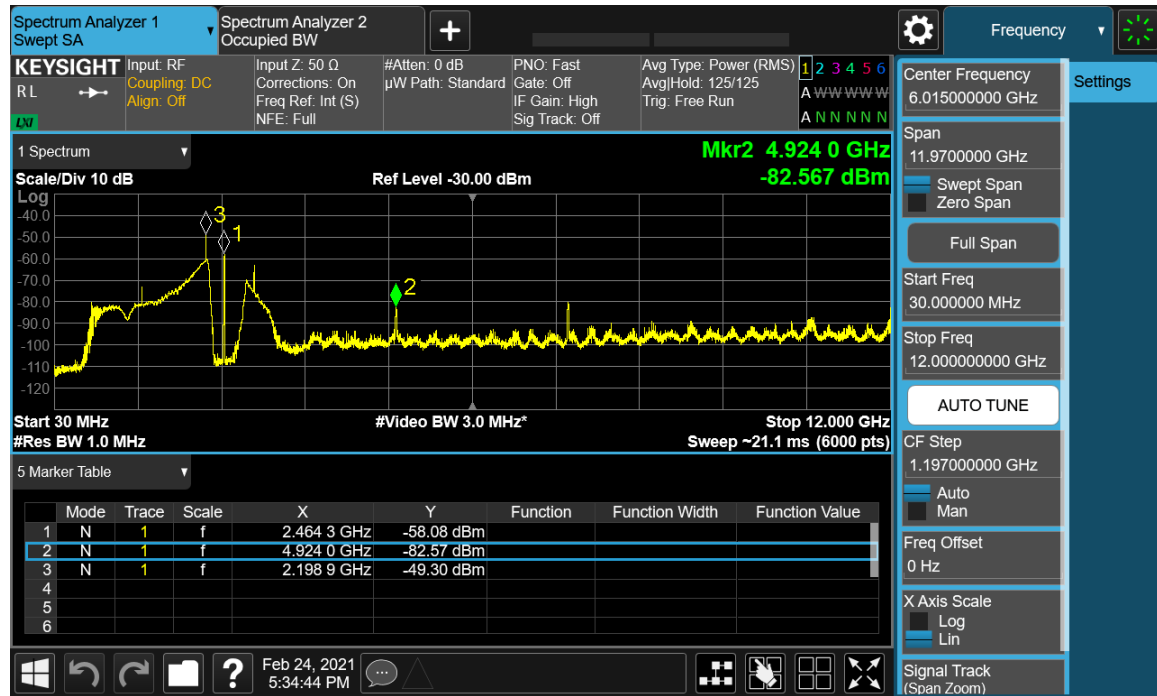 Spectrum Analyzer 1
Swept SA
Spectrum Analyzer 2
Occupied BW
Frequency
KEYSIGHT
R L
LXI
Input: RF
Coupling: DC
Align: Off
Input Z: 50 Ω
Corrections: On
Freq Ref: Int (S)
NFE: Full
#Atten: 0 dB
µW Path: Standard
PNO: Fast
Gate: Off
IF Gain: High
Sig Track: Off
Avg Type: Power (RMS)
Avg|Hold: 125/125
Trig: Free Run
1 2 3 4 5 6
A W W W W W
A N N N N N
1 Spectrum
Mkr2 4.924 0 GHz
Scale/Div 10 dB
Ref Level -30.00 dBm
-82.567 dBm
Log
-40.0
-50.0
-60.0
-70.0
-80.0
-90.0
-100
-110
-120
3
1
2
Start 30 MHz
#Video BW 3.0 MHz*
Stop 12.000 GHz
#Res BW 1.0 MHz
Sweep ~21.1 ms (6000 pts)
5 Marker Table
Mode Trace Scale X Y Function Function Width Function Value
1 N 1 f 2.464 3 GHz -58.08 dBm
2 N 1 f 4.924 0 GHz -82.57 dBm
3 N 1 f 2.198 9 GHz -49.30 dBm
4
5
6
Feb 24, 2021
5:34:44 PM
?
Center Frequency
6.015000000 GHz
Settings
Span
11.9700000 GHz
Swept Span
Zero Span
Full Span
Start Freq
30.000000 MHz
Stop Freq
12.000000000 GHz
AUTO TUNE
CF Step
1.197000000 GHz
Auto
Man
Freq Offset
0 Hz
X Axis Scale
Log
Lin
Signal Track
(Span Zoom)